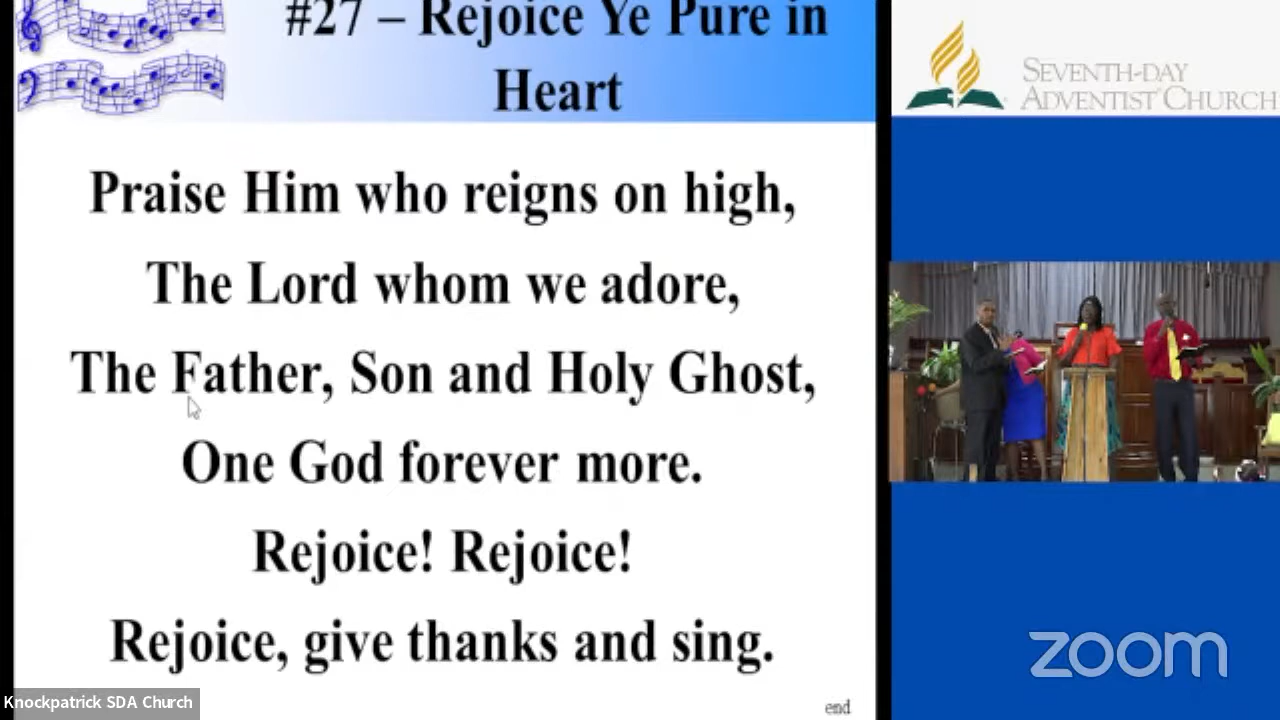 #27 – Rejoice Ye Pure in
Heart
Praise Him who reigns on high,
The Lord whom we adore,
The Father, Son and Holy Ghost,
One God forever more.
Rejoice! Rejoice!
Rejoice, give thanks and sing.
end
SEVENTH-DAY
ADVENTIST CHURCH
zoom
Knockpatrick SDA Church